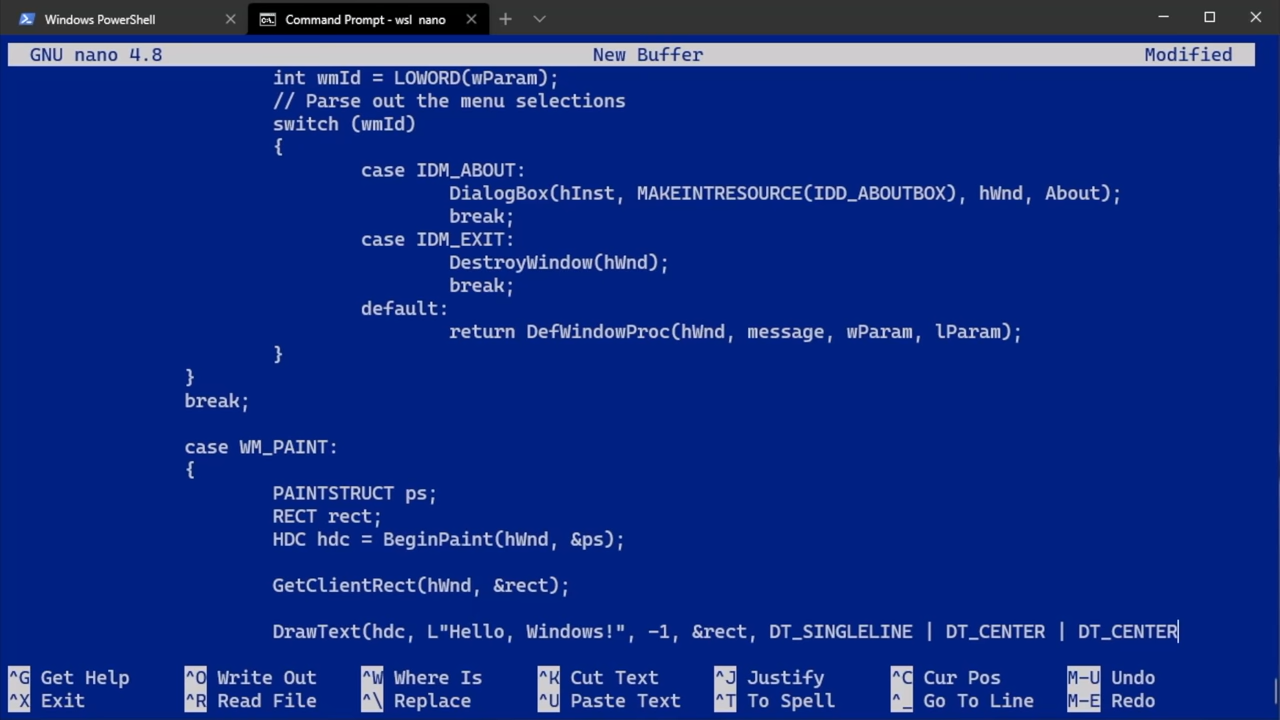 Windows PowerShell Command Prompt - wsl nano
GNU nano 4.8 New Buffer Modified
int wmId = LOWORD(wParam);
// Parse out the menu selections
switch (wmId)
{
case IDM_ABOUT:
DialogBox(hInst, MAKEINTRESOURCE(IDD_ABOUTBOX), hWnd, About);
break;
case IDM_EXIT:
DestroyWindow(hWnd);
break;
default:
return DefWindowProc(hWnd, message, wParam, lParam);
}
}
break;
case WM_PAINT:
{
PAINTSTRUCT ps;
RECT rect;
HDC hdc = BeginPaint(hWnd, &ps);
GetClientRect(hWnd, &rect);
DrawText(hdc, L"Hello, Windows!", -1, &rect, DT_SINGLELINE | DT_CENTER | DT_CENTER
^G Get Help ^O Write Out ^W Where Is ^K Cut Text ^J Justify ^C Cur Pos M-U Undo
^X Exit ^R Read File ^\ Replace ^U Paste Text ^T To Spell ^_ Go To Line M-E Redo